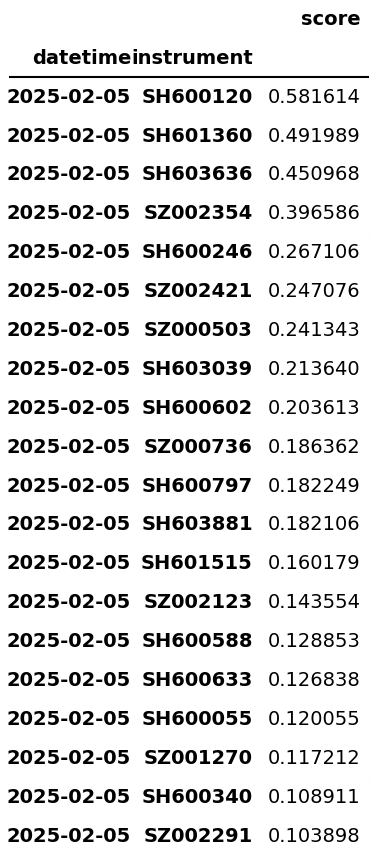 score
datetime instrument
2025-02-05 SH600120 0.581614
2025-02-05 SH601360 0.491989
2025-02-05 SH603636 0.450968
2025-02-05 SZ002354 0.396586
2025-02-05 SH600246 0.267106
2025-02-05 SZ002421 0.247076
2025-02-05 SZ000503 0.241343
2025-02-05 SH603039 0.213640
2025-02-05 SH600602 0.203613
2025-02-05 SZ000736 0.186362
2025-02-05 SH600797 0.182249
2025-02-05 SH603881 0.182106
2025-02-05 SH601515 0.160179
2025-02-05 SZ002123 0.143554
2025-02-05 SH600588 0.128853
2025-02-05 SH600633 0.126838
2025-02-05 SH600055 0.120055
2025-02-05 SZ001270 0.117212
2025-02-05 SH600340 0.108911
2025-02-05 SZ002291 0.103898